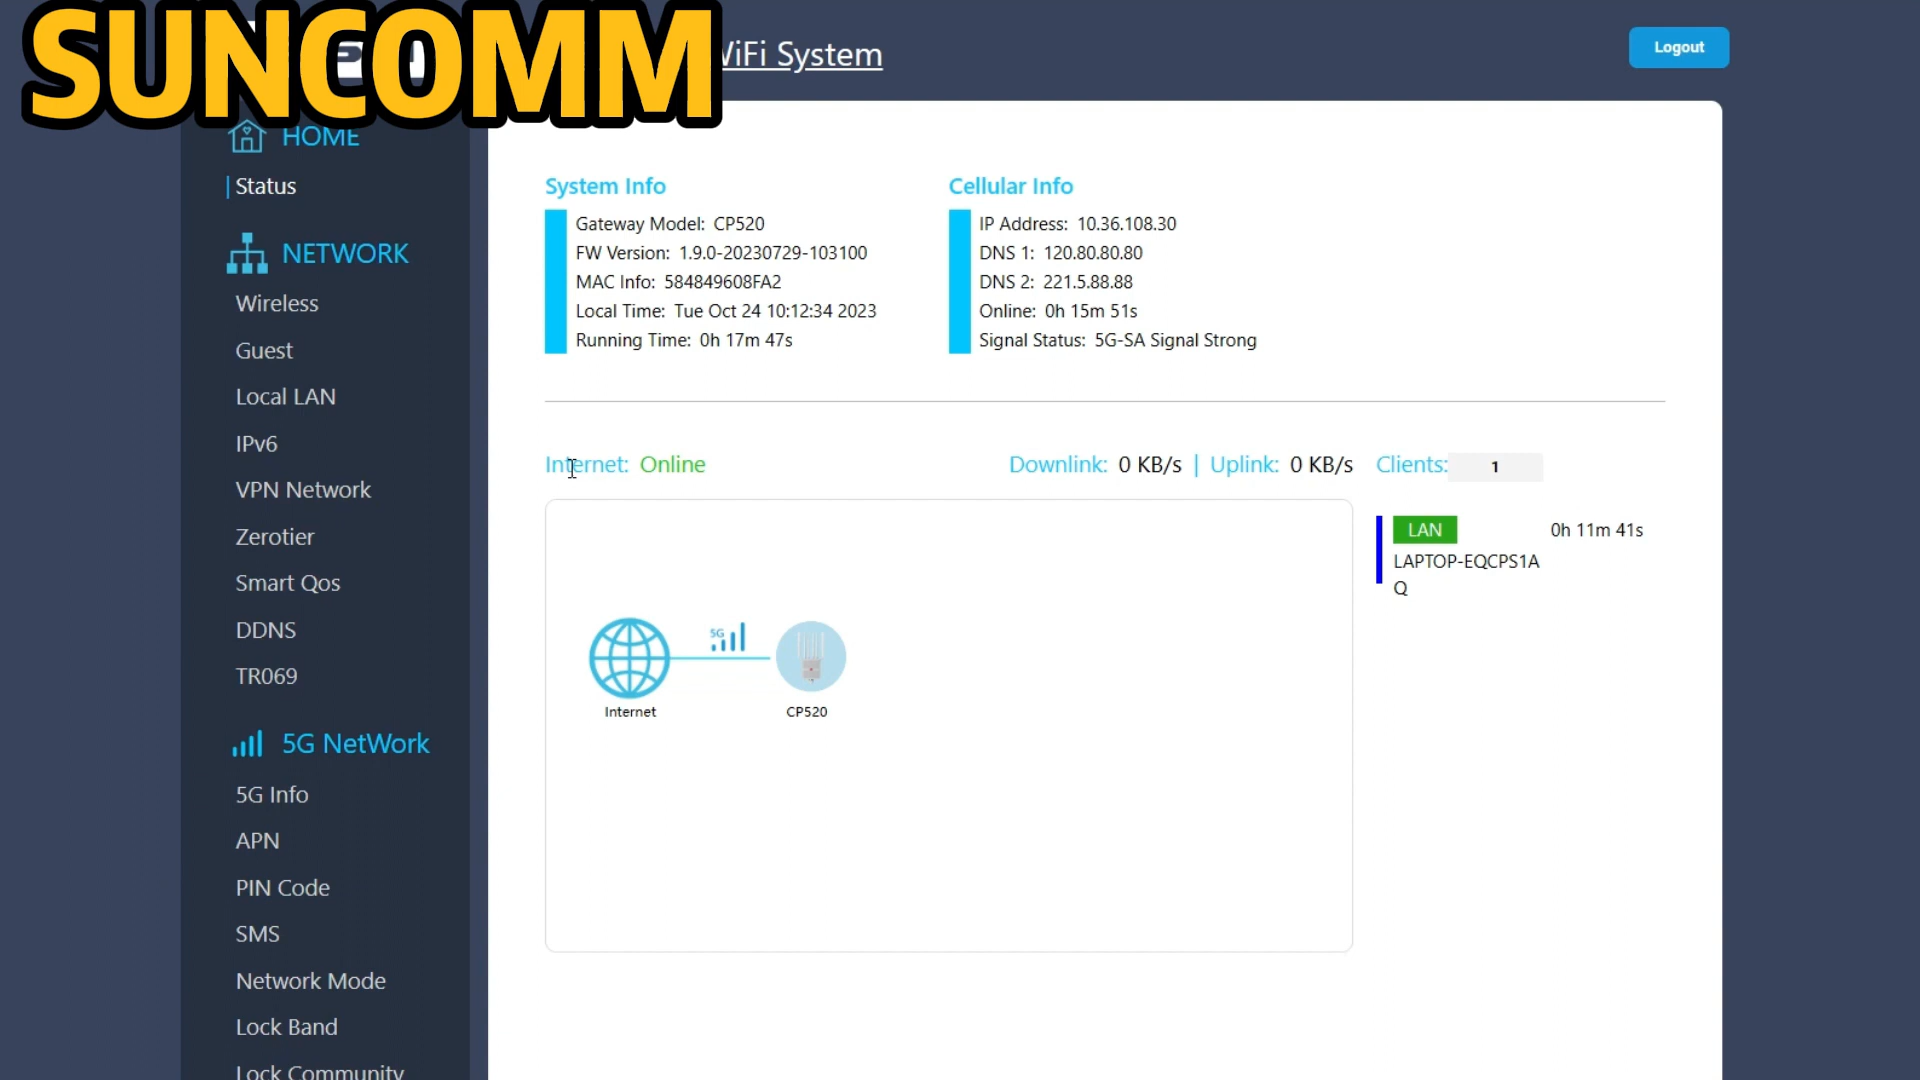 SUNCOMM
WiFi System
Logout
HOME
Status
NETWORK
Wireless
Guest
Local LAN
IPv6
VPN Network
Zerotier
Smart Qos
DDNS
TR069
5G NetWork
5G Info
APN
PIN Code
SMS
Network Mode
Lock Band
Lock Community
System Info
Gateway Model: CP520
FW Version: 1.9.0-20230729-103100
MAC Info: 584849608FA2
Local Time: Tue Oct 24 10:12:34 2023
Running Time: 0h 17m 47s
Cellular Info
IP Address: 10.36.108.30
DNS 1: 120.80.80.80
DNS 2: 221.5.88.88
Online: 0h 15m 51s
Signal Status: 5G-SA Signal Strong
Internet: Online
Downlink: 0 KB/s | Uplink: 0 KB/s
Clients: 1
LAN 0h 11m 41s
LAPTOP-EQCPS1A
Q
5G
Internet
CP520